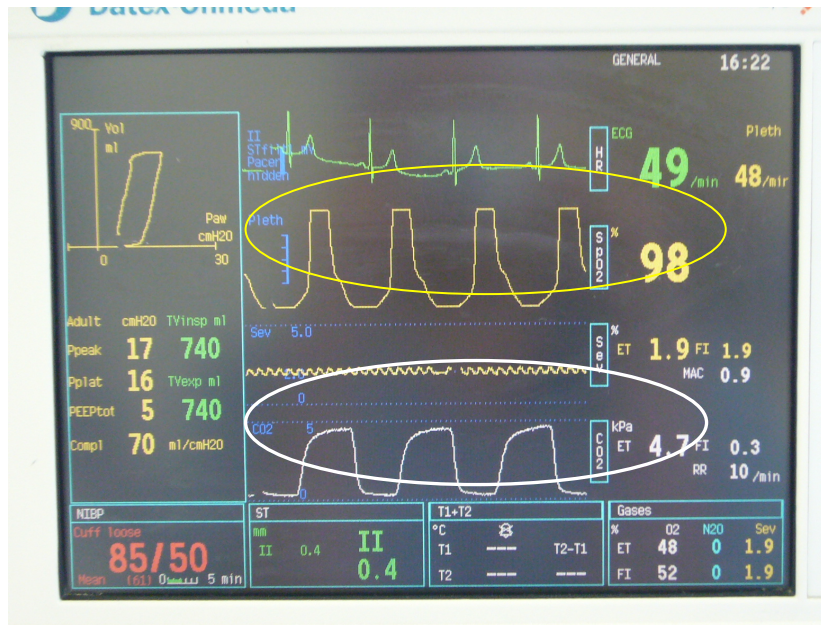 Datex-Ohmeda
GENERAL 16:22
900 Vol
ml
Paw
cmH2O
0 30
II
Pacer
hidden
HR
ECG
49 /min
Pleth
48/min
Pleth
SpO2
%
98
Adult cmH2O TVinsp ml
Ppeak 17 740
Pplat 16 TVexp ml
PEEPtot 5 740
Compl 70 ml/cmH2O
Sev 5.0
0
Sev
%
ET 1.9 FI 1.9
MAC 0.9
CO2 5
0
CO2
kPa
ET 4.7 FI 0.3
RR 10 /min
NIBP
Cuff loose
85/50
Mean (61) 0 5 min
ST
mm
II 0.4 II
0.4
T1+T2
°C
T1 --- T2-T1
T2 --- ---
Gases
% O2 N2O Sev
ET 48 0 1.9
FI 52 0 1.9